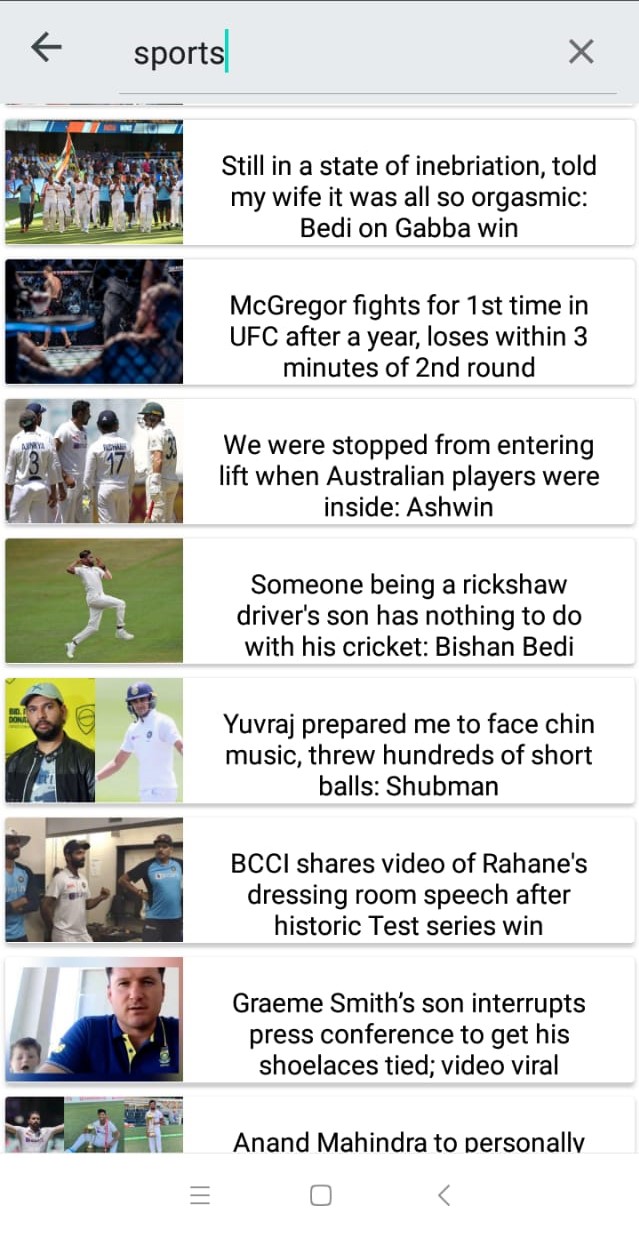 sports
Still in a state of inebriation, told
my wife it was all so orgasmic:
Bedi on Gabba win
McGregor fights for 1st time in
UFC after a year, loses within 3
minutes of 2nd round
AJINKYA
3
RISHABH
17
33
We were stopped from entering
lift when Australian players were
inside: Ashwin
Someone being a rickshaw
driver's son has nothing to do
with his cricket: Bishan Bedi
Yuvraj prepared me to face chin
music, threw hundreds of short
balls: Shubman
BCCI shares video of Rahane's
dressing room speech after
historic Test series win
Graeme Smith’s son interrupts
press conference to get his
shoelaces tied; video viral
Anand Mahindra to personally